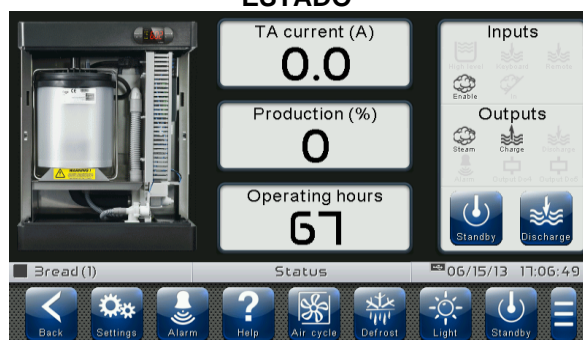 ESTADO
TA current (A)
0.0
Production (%)
0
Operating hours
67
Inputs
High level
Remote
Enable
Outputs
Steam
Charge
Discharge
Alarm
Standby
Discharge
Bread (1)
Status
06/15/13 17:06:49
Back
Settings
Alarm
Help
Air cycle
Defrost
Light
Standby